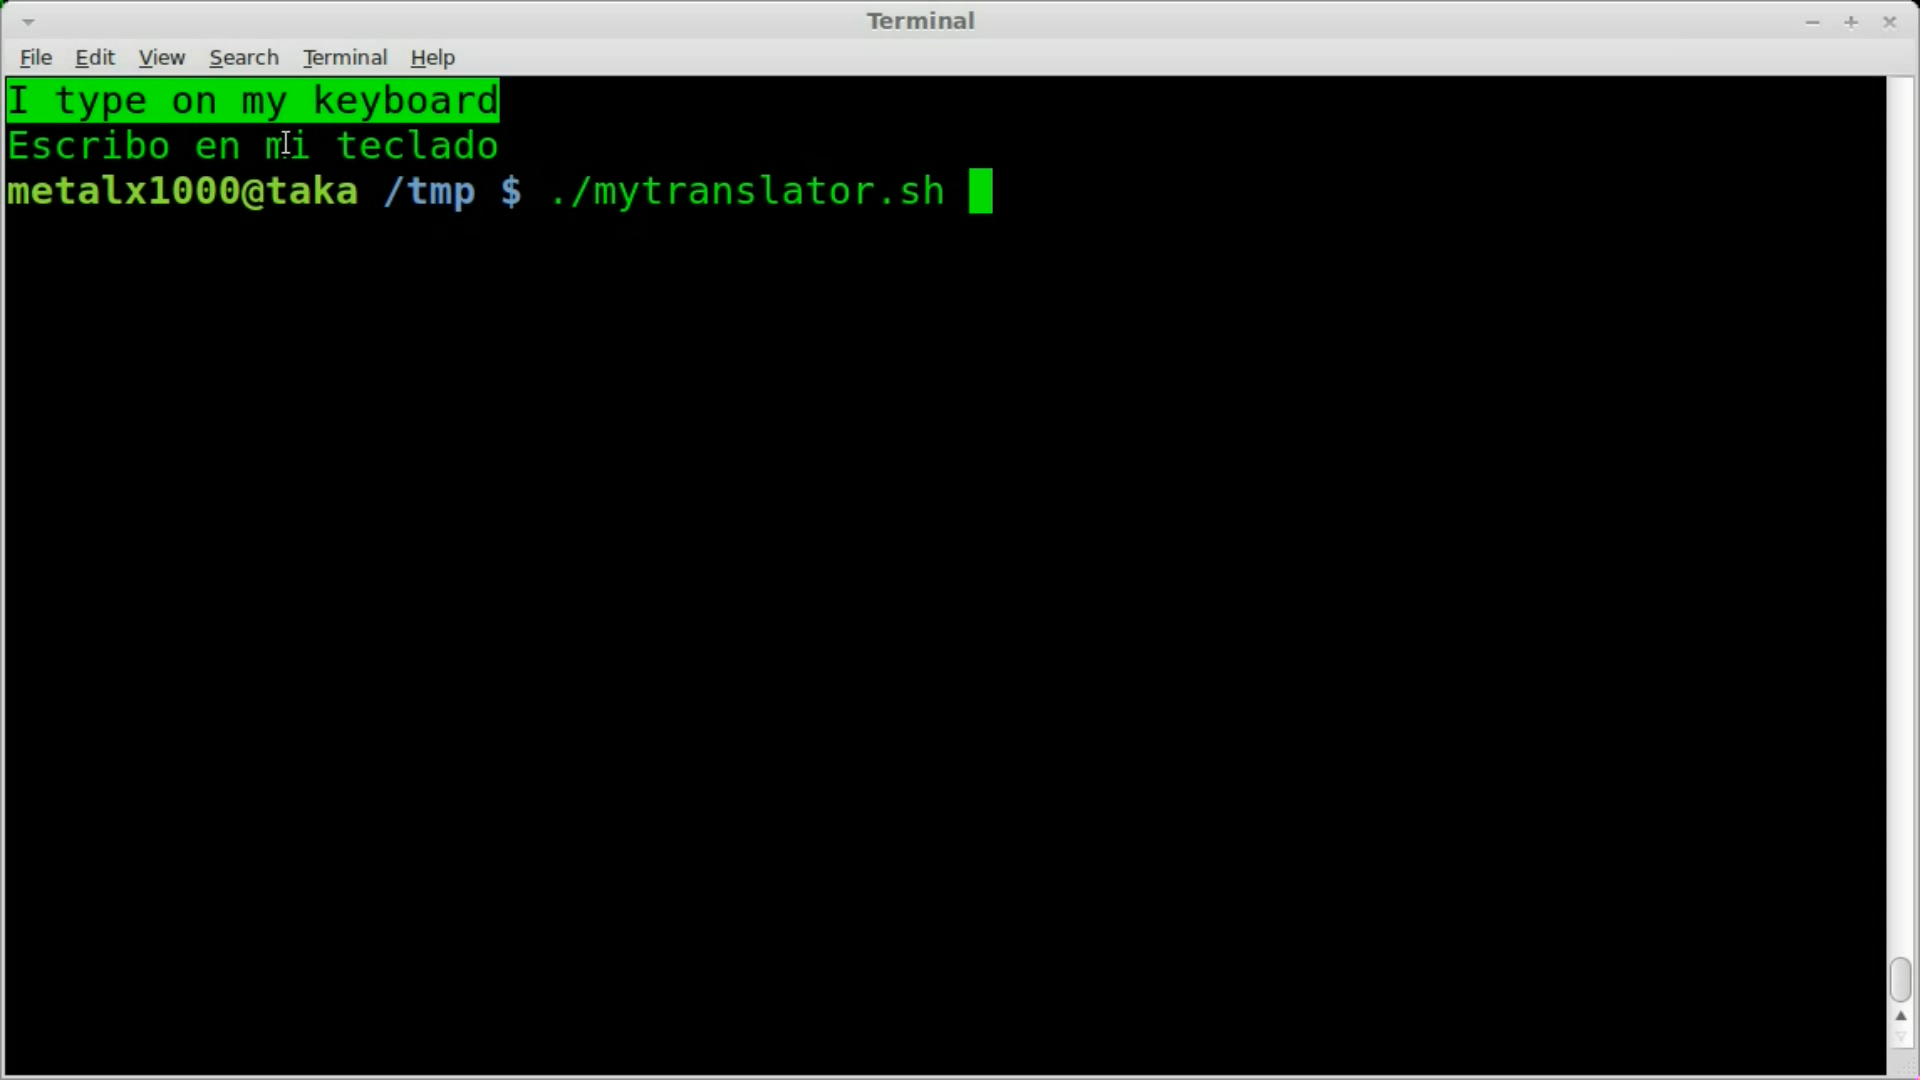 Terminal
File Edit View Search Terminal Help
I type on my keyboard
Escribo en mi teclado
metalx1000@taka /tmp $ ./mytranslator.sh